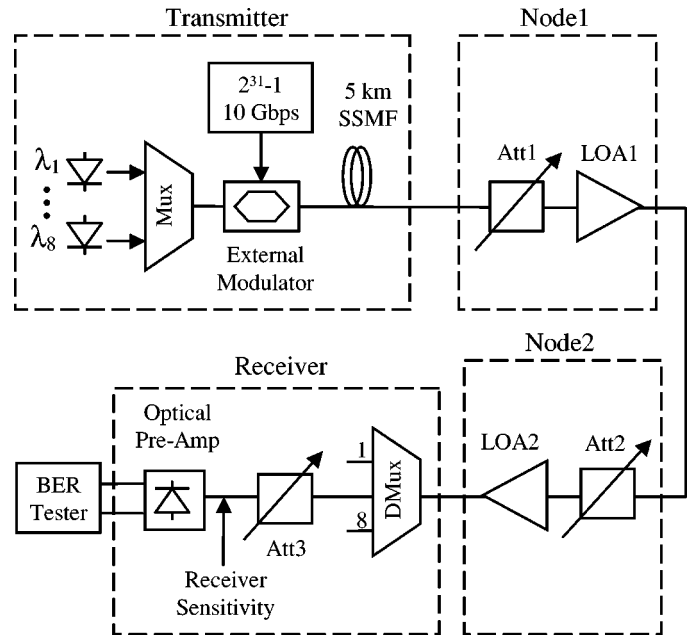 Transmitter
Node1
2³¹-1
10 Gbps
5 km
SSMF
λ₁
λ₈
Mux
External
Modulator
Att1
LOA1
Node2
Receiver
Optical
Pre-Amp
LOA2
Att2
BER
Tester
1
8
DMux
Att3
Receiver
Sensitivity